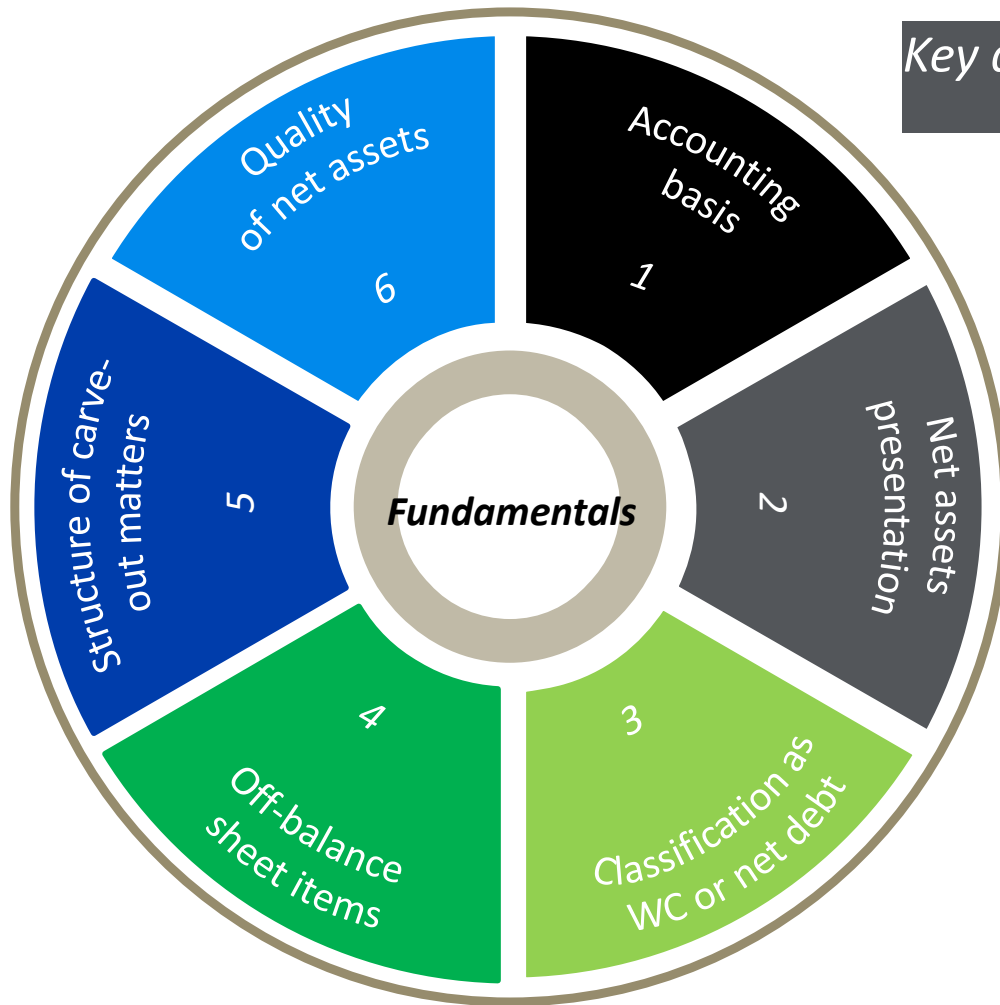 Key
Accounting
basis
1
Net assets
presentation
2
3
Classification as
WC or net debt
4
Off-balance
sheet items
5
Structure of carve-
out matters
6
Quality
of net assets
Fundamentals